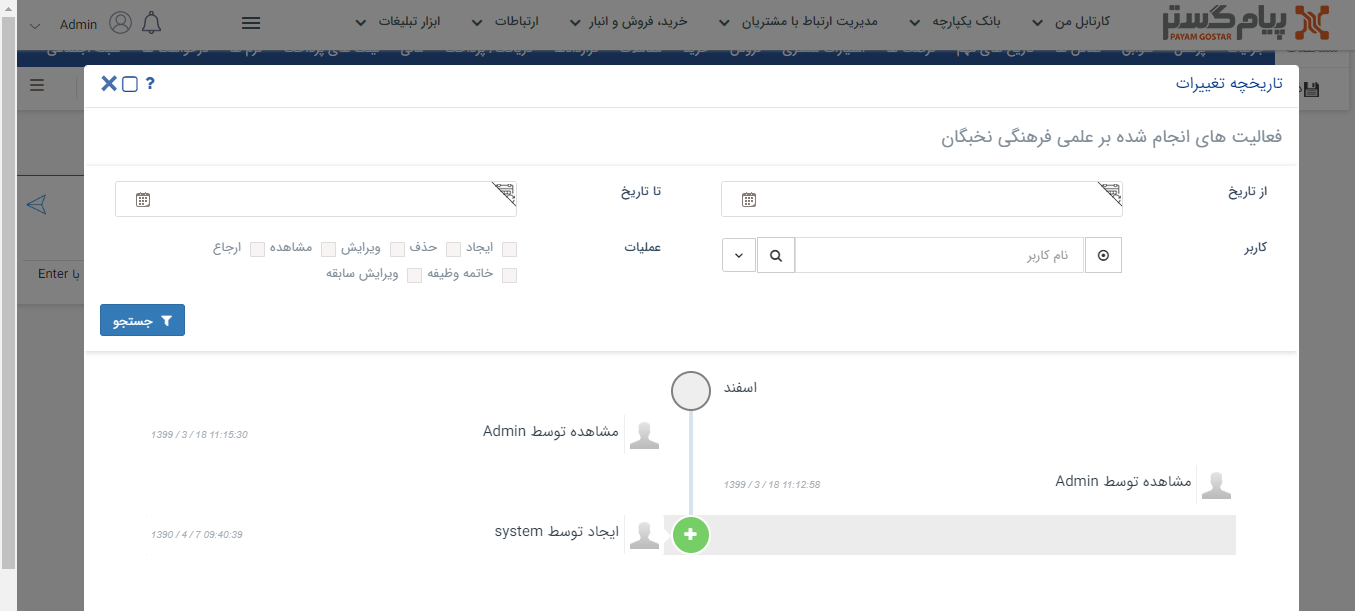 پیام گستر
PAYAM GOSTAR
کارتابل من
بانک یکپارچه
مدیریت ارتباط با مشتریان
خرید، فروش و انبار
ارتباطات
ابزار تبلیغات
Admin
تاریخچه تغییرات
?
فعالیت های انجام شده بر علمی فرهنگی نخبگان
از تاریخ
تا تاریخ
کاربر
نام کاربر
عملیات
ایجاد
حذف
ویرایش
مشاهده
ارجاع
خاتمه وظیفه
ویرایش سابقه
با Enter
جستجو
اسفند
مشاهده توسط Admin
1399 / 3 / 18 11:15:30
مشاهده توسط Admin
1399 / 3 / 18 11:12:58
ایجاد توسط system
1390 / 4 / 7 09:40:39